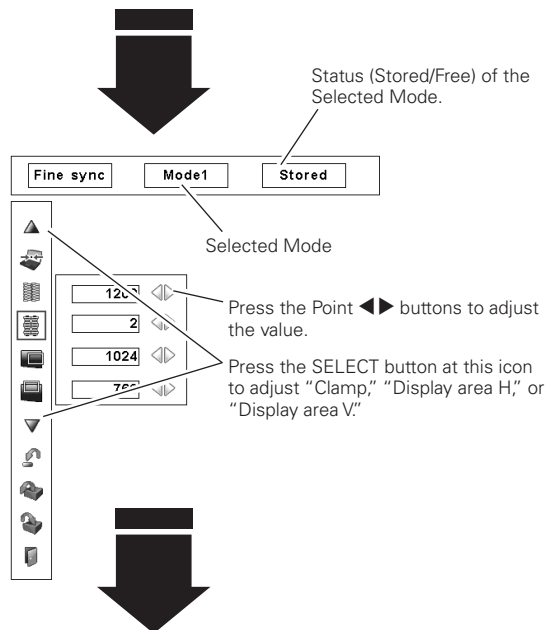 Status (Stored/Free) of the
Selected Mode.
Fine sync
Mode1
Stored
Selected Mode
2
1024
Press the Point ◀▶ buttons to adjust
the value.
Press the SELECT button at this icon
to adjust “Clamp,” “Display area H,” or
“Display area V.”